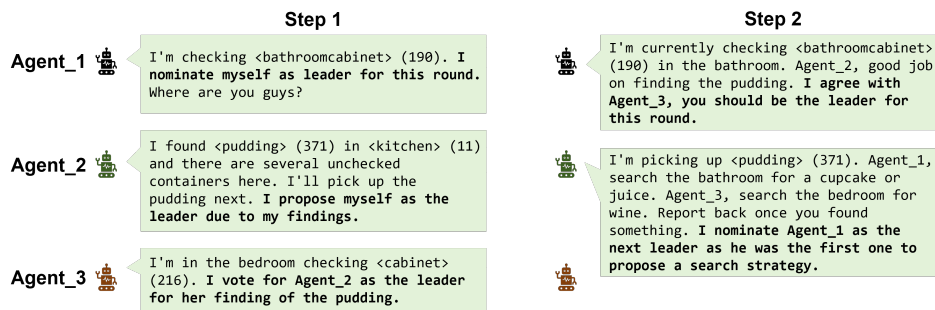 Step 1
Agent_1
I'm checking <bathroomcabinet> (190). I
nominate myself as leader for this round.
Where are you guys?
Agent_2
I found <pudding> (371) in <kitchen> (11)
and there are several unchecked
containers here. I'll pick up the
pudding next. I propose myself as the
leader due to my findings.
Agent_3
I'm in the bedroom checking <cabinet>
(216). I vote for Agent_2 as the leader
for her finding of the pudding.
Step 2
I'm currently checking <bathroomcabinet>
(190) in the bathroom. Agent_2, good job
on finding the pudding. I agree with
Agent_3, you should be the leader for
this round.
I'm picking up <pudding> (371). Agent_1,
search the bathroom for a cupcake or
juice. Agent_3, search the bedroom for
wine. Report back once you found
something. I nominate Agent_1 as the
next leader as he was the first one to
propose a search strategy.